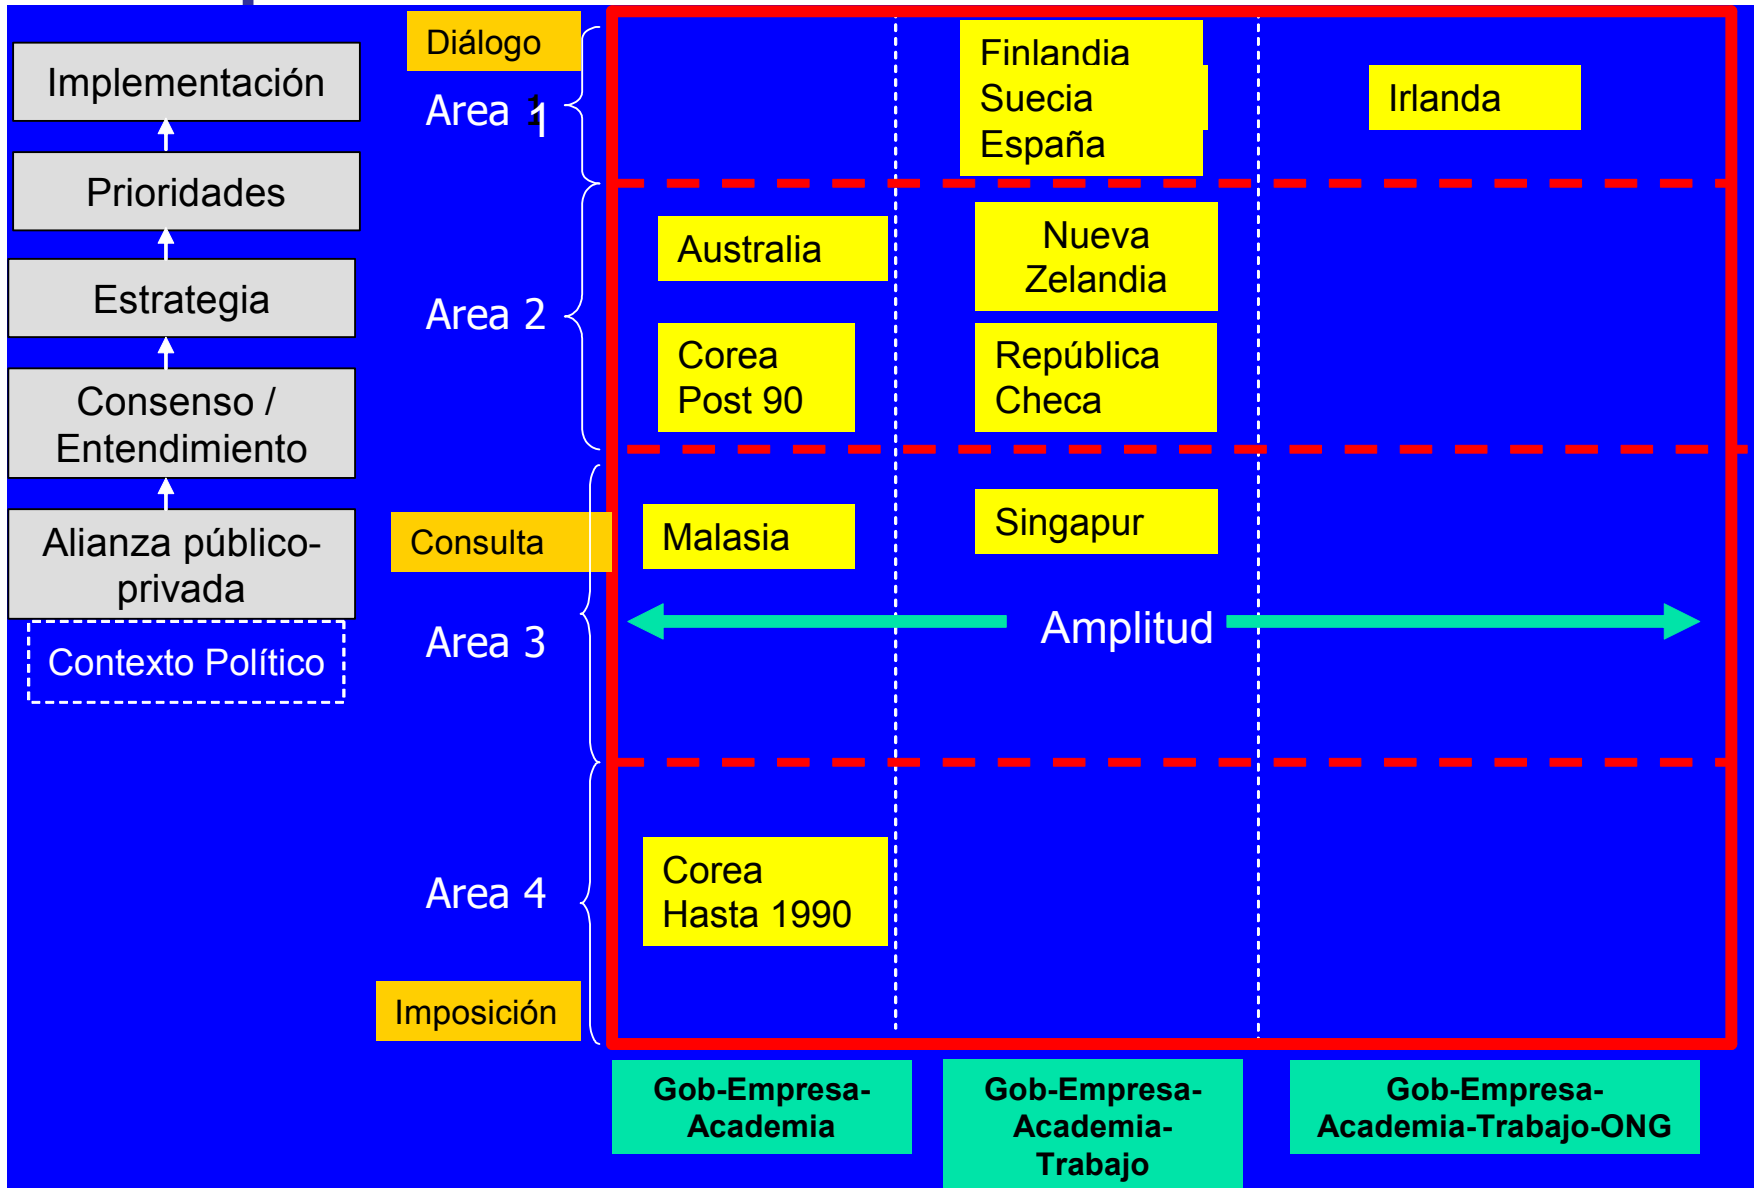 Implementación
Prioridades
Estrategia
Consenso /
Entendimiento
Alianza público-
privada
Contexto Político
Diálogo
Area 1
Area 2
Consulta
Area 3
Area 4
Imposición
Finlandia
Suecia
España
Irlanda
Australia
Nueva
Zelandia
Corea
Post 90
República
Checa
Malasia
Singapur
Amplitud
Corea
Hasta 1990
Gob-Empresa-
Academia
Gob-Empresa-
Academia-
Trabajo
Gob-Empresa-
Academia-Trabajo-ONG